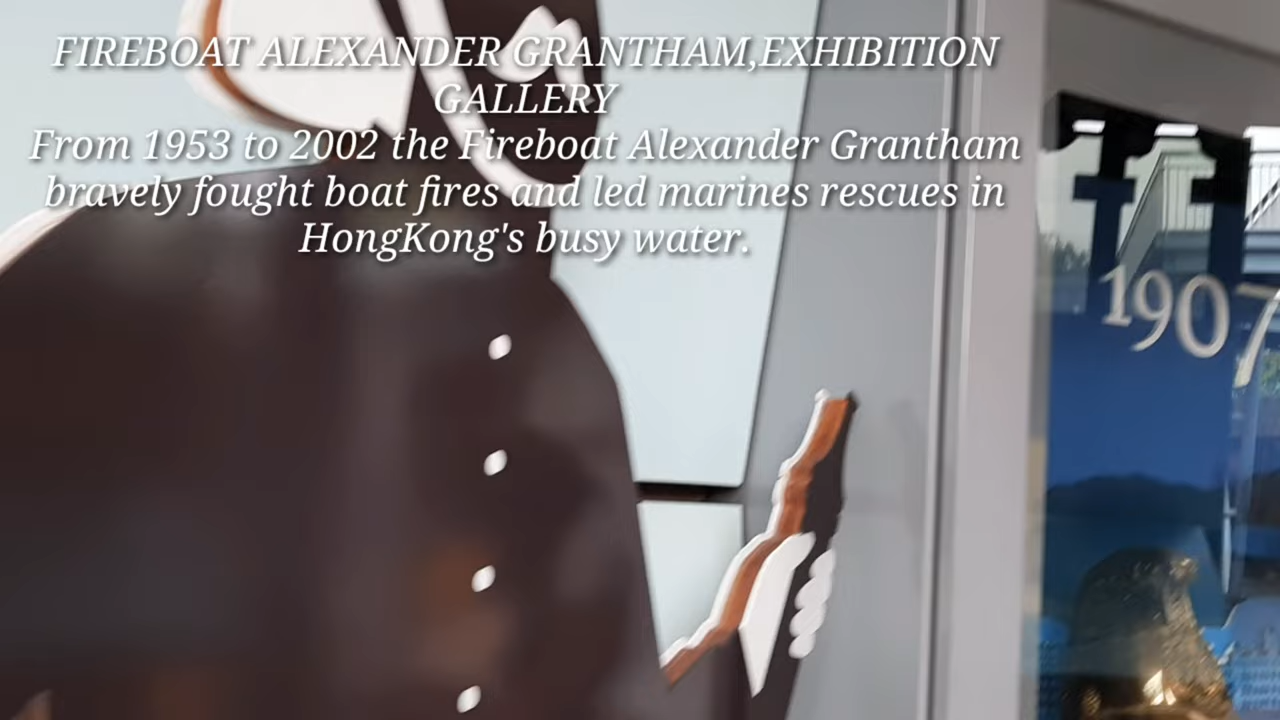 FIREBOAT ALEXANDER GRANTHAM,EXHIBITION
GALLERY
From 1953 to 2002 the Fireboat Alexander Grantham
bravely fought boat fires and led marines rescues in
HongKong's busy water.
1907